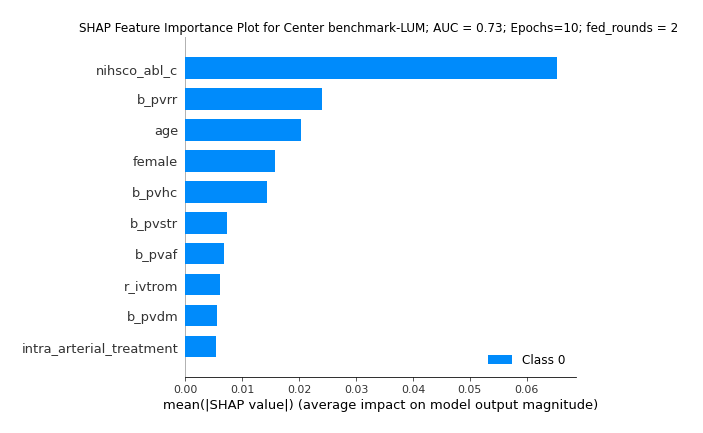 SHAP Feature Importance Plot for Center benchmark-LUM; AUC = 0.73; Epochs=10; fed_rounds = 2
nihsco_abl_c
b_pvrr
age
female
b_pvhc
b_pvstr
b_pvaf
r_ivtrom
b_pvdm
intra_arterial_treatment
Class 0
0.00 0.01 0.02 0.03 0.04 0.05 0.06
mean(|SHAP value|) (average impact on model output magnitude)